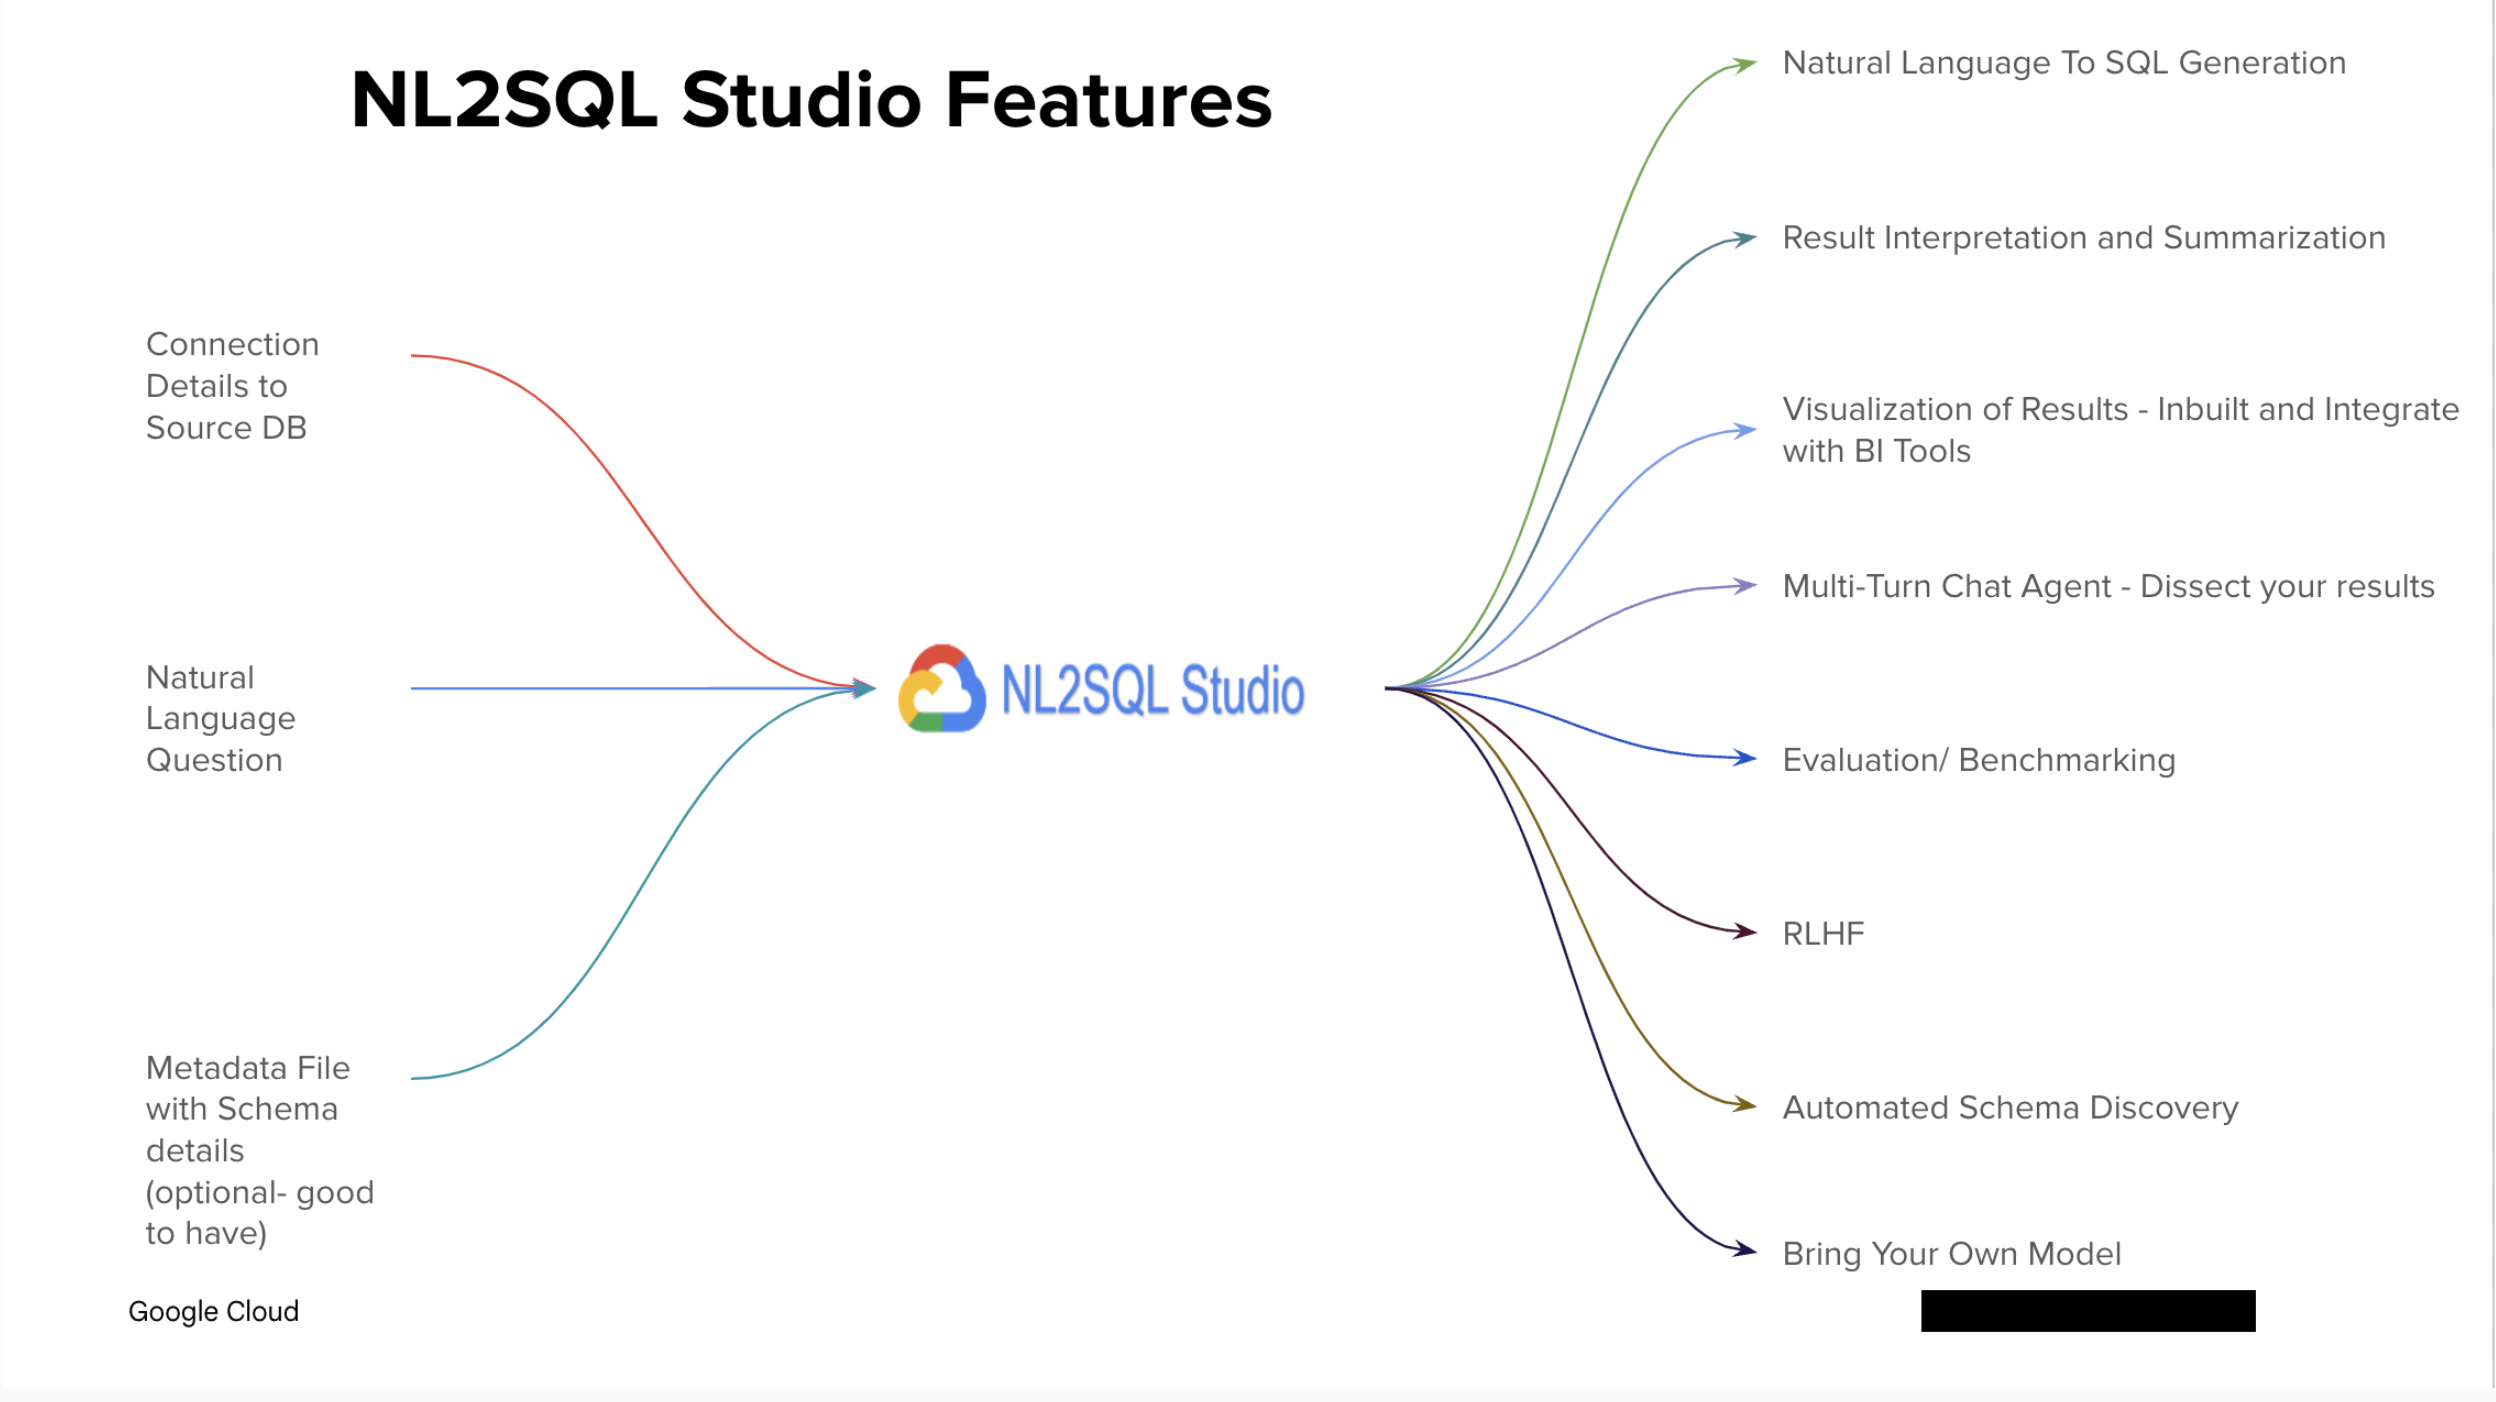 NL2SQL Studio Features
Connection
Details to
Source DB
Natural
Language
Question
Metadata File
with Schema
details
(optional- good
to have)
NL2SQL Studio
Natural Language To SQL Generation
Result Interpretation and Summarization
Visualization of Results - Inbuilt and Integrate
with BI Tools
Multi-Turn Chat Agent - Dissect your results
Evaluation/ Benchmarking
RLHF
Automated Schema Discovery
Bring Your Own Model
Google Cloud